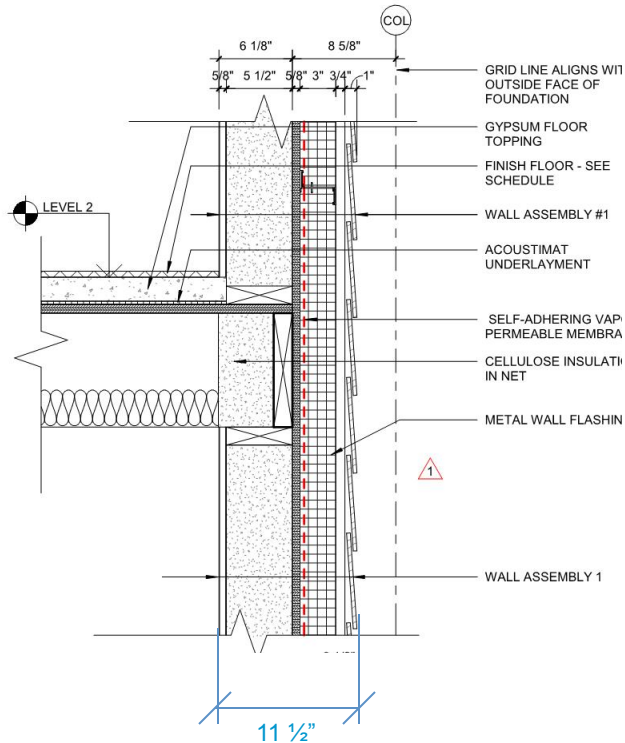 COL
6 1/8" 8 5/8"
5/8" 5 1/2" 5/8" 3" 3/4" 1"
GRID LINE ALIGNS WIT
OUTSIDE FACE OF
FOUNDATION
GYPSUM FLOOR
TOPPING
FINISH FLOOR - SEE
SCHEDULE
LEVEL 2
WALL ASSEMBLY #1
ACOUSTIMAT
UNDERLAYMENT
SELF-ADHERING VAPO
PERMEABLE MEMBRA
CELLULOSE INSULATIO
IN NET
METAL WALL FLASHIN
1
WALL ASSEMBLY 1
11 ½”